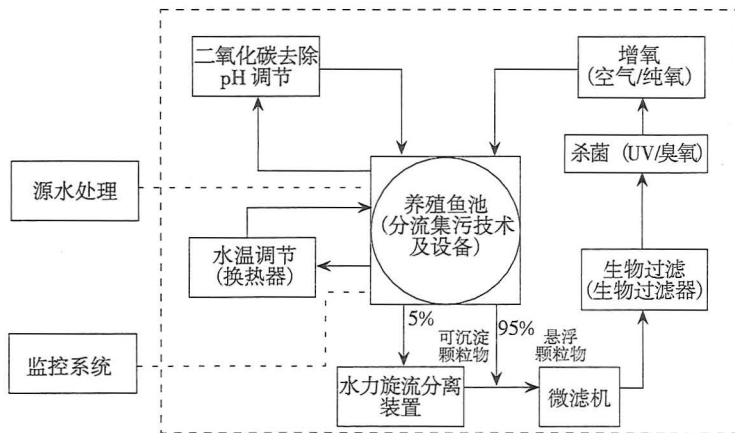 二氧化碳去除
pH 调节
增氧
(空气/纯氧)
杀菌 (UV/臭氧)
源水处理
养殖鱼池
(分流集污技术
及设备)
水温调节
(换热器)
生物过滤
(生物过滤器)
5%
95%
可沉淀
颗粒物
悬浮
颗粒物
监控系统
水力旋流分离
装置
微滤机